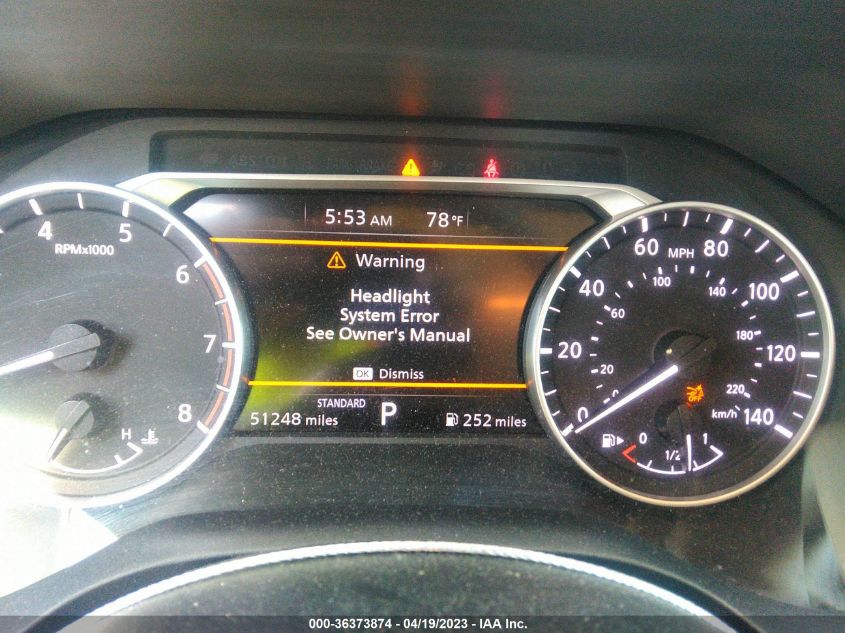 5:53 AM 78°F
Warning
Headlight
System Error
See Owner's Manual
OK Dismiss
STANDARD
51248 miles P 252 miles
4 5 6 7 8
RPMx1000
H
0 20 40 60 80 100 120 140
MPH
0 20 60 100 140 180 220
km/h
OFF
0 1/2 1
000-36373874 - 04/19/2023 - IAA Inc.